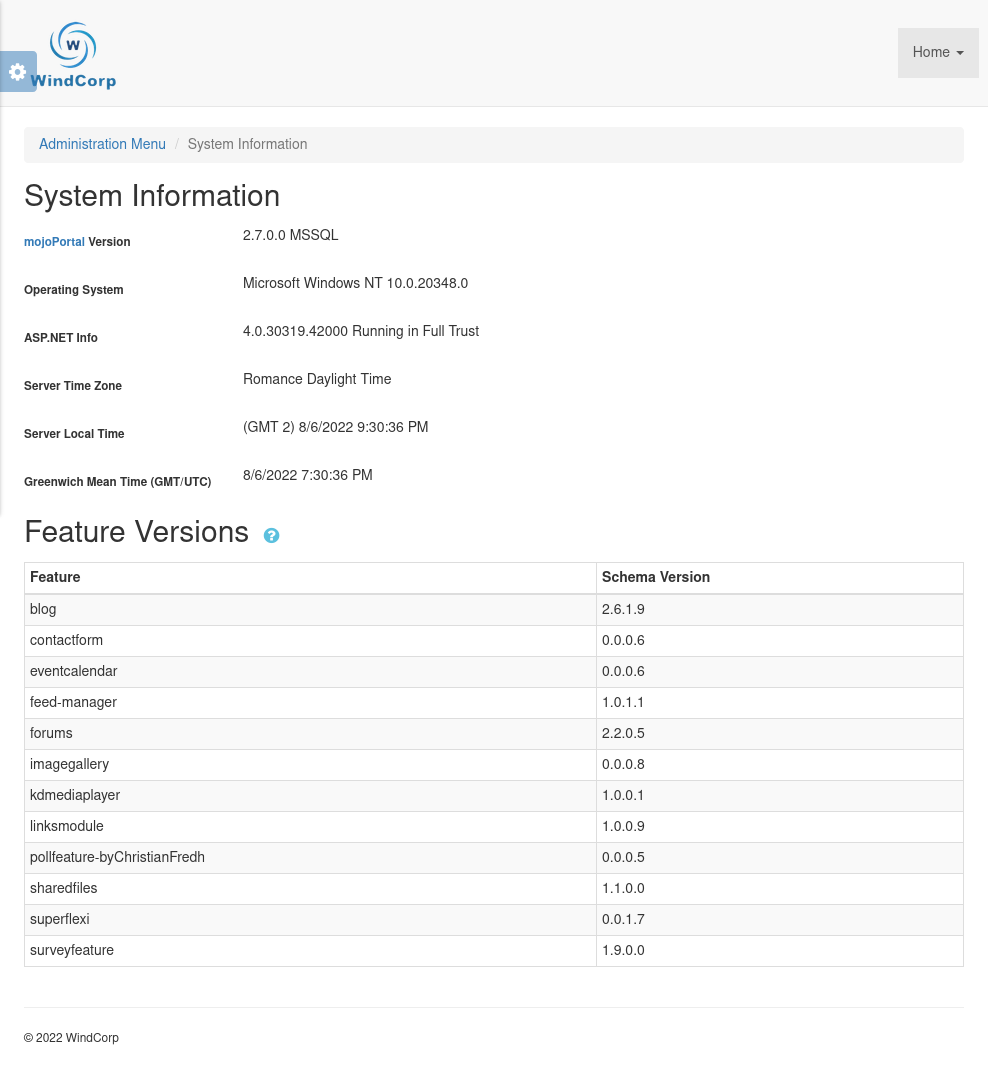 W
WindCorp
Home
Administration Menu / System Information
System Information
mojoPortal Version 2.7.0.0 MSSQL
Operating System Microsoft Windows NT 10.0.20348.0
ASP.NET Info 4.0.30319.42000 Running in Full Trust
Server Time Zone Romance Daylight Time
Server Local Time (GMT 2) 8/6/2022 9:30:36 PM
Greenwich Mean Time (GMT/UTC) 8/6/2022 7:30:36 PM
Feature Versions ?
Feature Schema Version
blog 2.6.1.9
contactform 0.0.0.6
eventcalendar 0.0.0.6
feed-manager 1.0.1.1
forums 2.2.0.5
imagegallery 0.0.0.8
kdmediaplayer 1.0.0.1
linksmodule 1.0.0.9
pollfeature-byChristianFredh 0.0.0.5
sharedfiles 1.1.0.0
superflexi 0.0.1.7
surveyfeature 1.9.0.0
© 2022 WindCorp